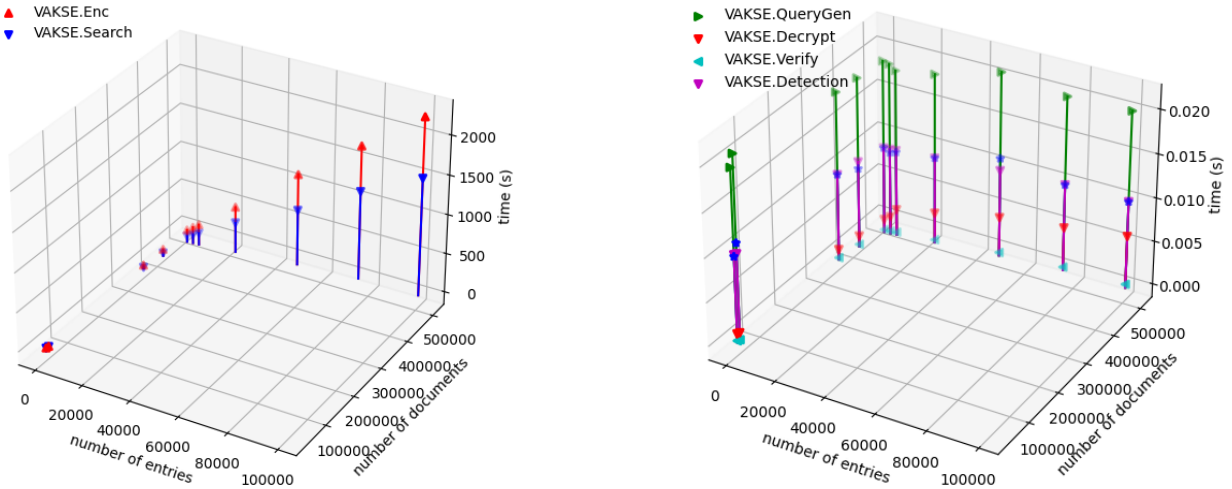 VAKSE.Enc
VAKSE.Search
2000
1500
1000
500
0
time (s)
500000
400000
300000
200000
100000
number of documents
0
20000
40000
60000
80000
100000
number of entries
VAKSE.QueryGen
VAKSE.Decrypt
VAKSE.Verify
VAKSE.Detection
0.020
0.015
0.010
0.005
0.000
time (s)
500000
400000
300000
200000
100000
number of documents
0
20000
40000
60000
80000
100000
number of entries